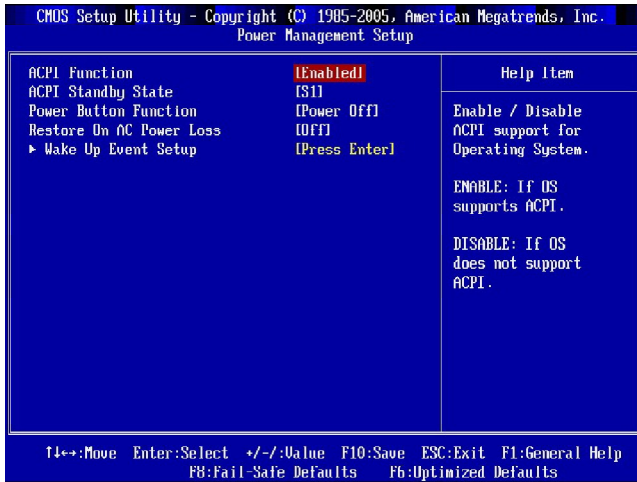 CMOS Setup Utility - Copyright (C) 1985-2005, American Megatrends, Inc.
Power Management Setup
ACPI Function [Enabled]
ACPI Standby State [S1]
Power Button Function [Power Off]
Restore On AC Power Loss [Off]
► Wake Up Event Setup [Press Enter]
Help Item
Enable / Disable
ACPI support for
Operating System.
ENABLE: If OS
supports ACPI.
DISABLE: If OS
does not support
ACPI.
↑↓←→:Move Enter:Select +/-/:Value F10:Save ESC:Exit F1:General Help
F8:Fail-Safe Defaults F6:Optimized Defaults